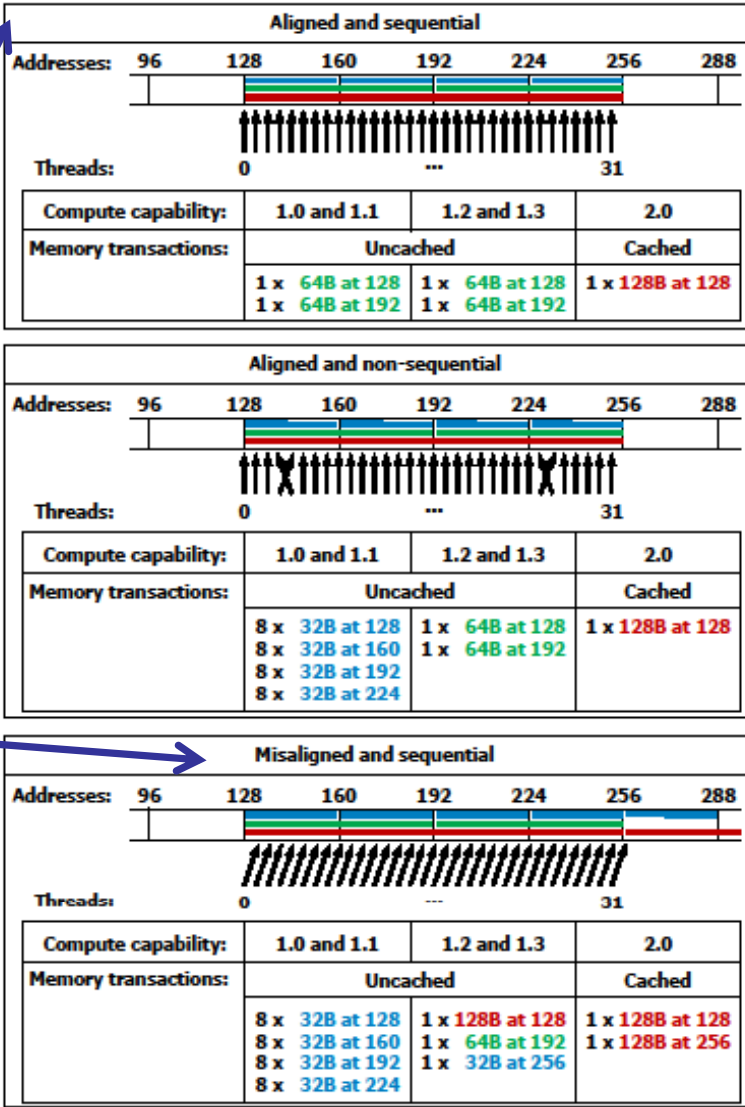 Aligned and sequential
Addresses: 96 128 160 192 224 256 288
Threads: 0 ... 31
Compute capability: 1.0 and 1.1 1.2 and 1.3 2.0
Memory transactions: Uncached Cached
1 x 64B at 128 1 x 64B at 128 1 x 128B at 128
1 x 64B at 192 1 x 64B at 192
Aligned and non-sequential
Addresses: 96 128 160 192 224 256 288
Threads: 0 ... 31
Compute capability: 1.0 and 1.1 1.2 and 1.3 2.0
Memory transactions: Uncached Cached
8 x 32B at 128 1 x 64B at 128 1 x 128B at 128
8 x 32B at 160 1 x 64B at 192
8 x 32B at 192
8 x 32B at 224
Misaligned and sequential
Addresses: 96 128 160 192 224 256 288
Threads: 0 ... 31
Compute capability: 1.0 and 1.1 1.2 and 1.3 2.0
Memory transactions: Uncached Cached
8 x 32B at 128 1 x 128B at 128 1 x 128B at 128
8 x 32B at 160 1 x 64B at 192 1 x 128B at 256
8 x 32B at 192 1 x 32B at 256
8 x 32B at 224